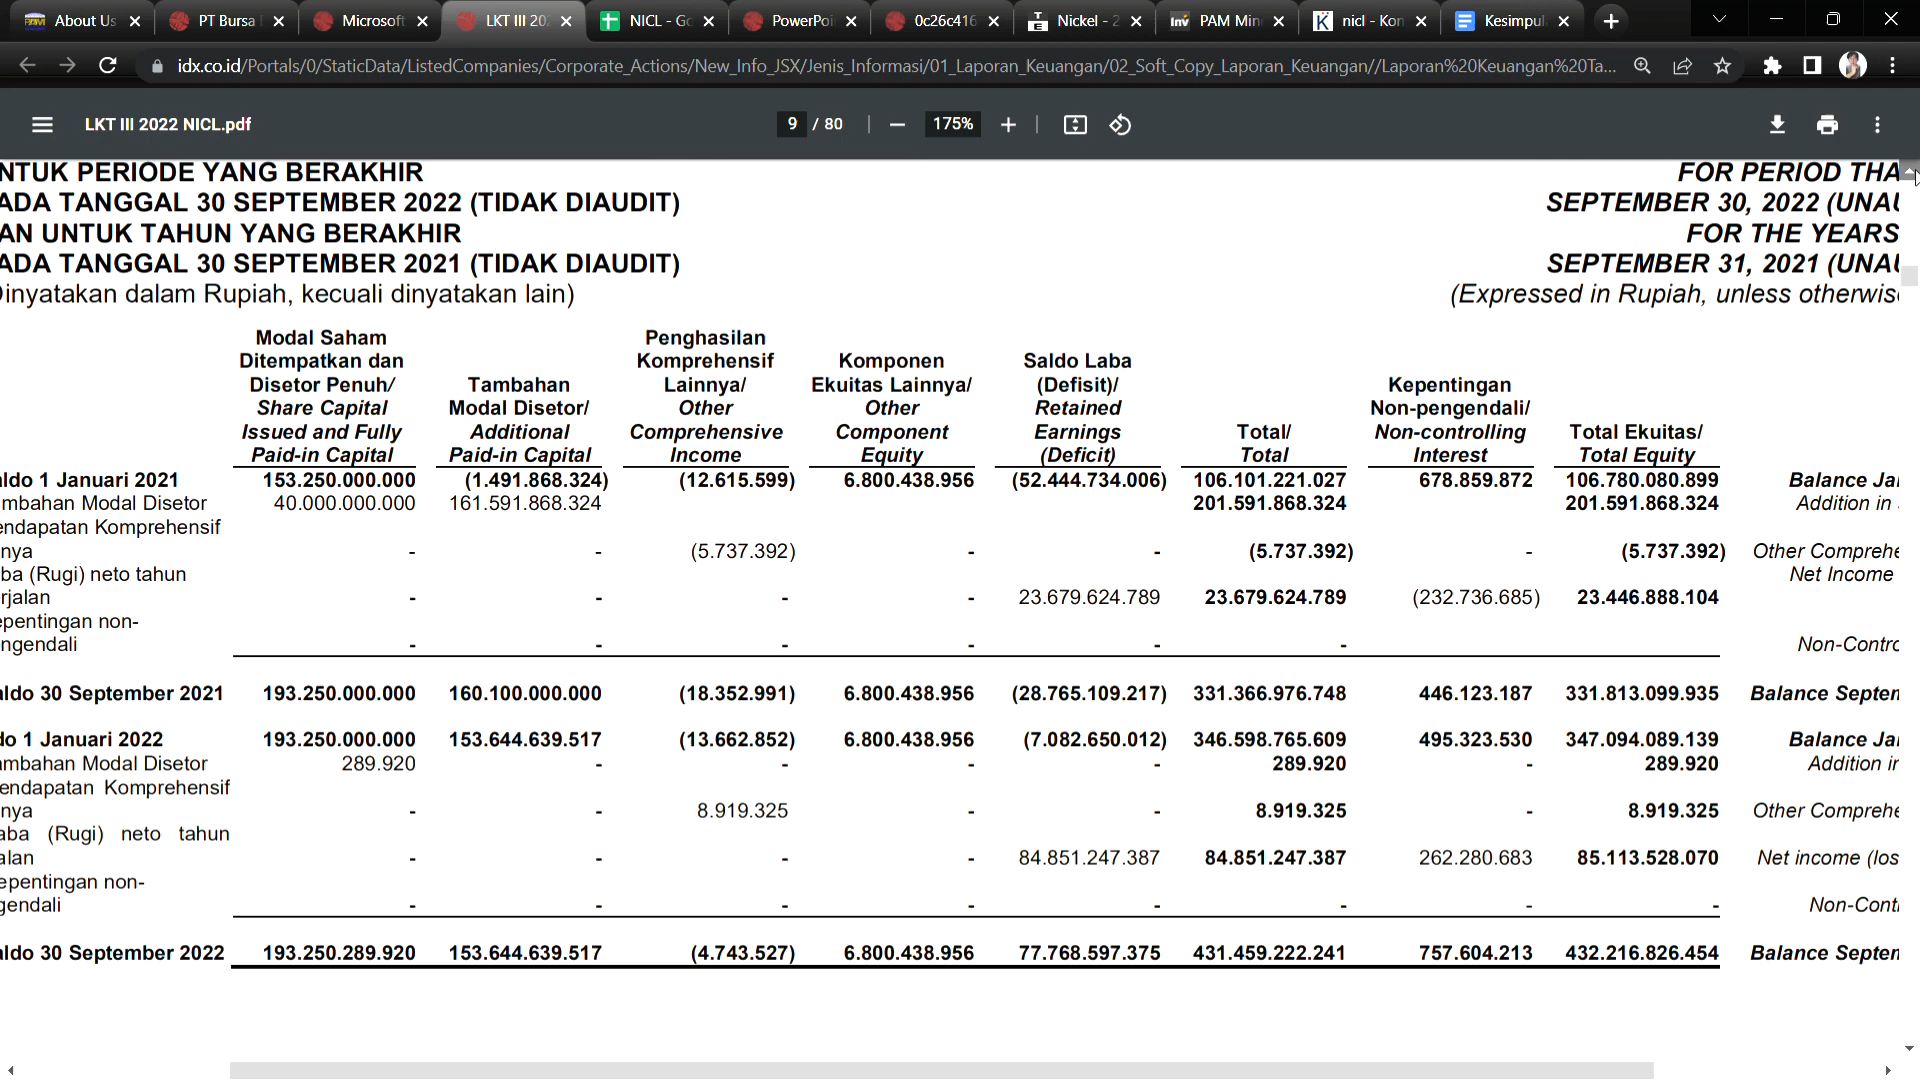 About Us
PT Bursa
Microsoft
LKT III 202
NICL - Go
PowerPoi
0c26c416
Nickel - 2
PAM Min
nicl - Kon
Kesimpul
idx.co.id/Portals/0/StaticData/ListedCompanies/Corporate_Actions/New_Info_JSX/Jenis_Informasi/01_Laporan_Keuangan/02_Soft_Copy_Laporan_Keuangan//Laporan%20Keuangan%20Ta...
LKT III 2022 NICL.pdf
9 / 80
175%
NTUK PERIODE YANG BERAKHIR
ADA TANGGAL 30 SEPTEMBER 2022 (TIDAK DIAUDIT)
AN UNTUK TAHUN YANG BERAKHIR
ADA TANGGAL 30 SEPTEMBER 2021 (TIDAK DIAUDIT)
inyatakan dalam Rupiah, kecuali dinyatakan lain)
FOR PERIOD THA
SEPTEMBER 30, 2022 (UNAU
FOR THE YEARS
SEPTEMBER 31, 2021 (UNAU
(Expressed in Rupiah, unless otherwis
Modal Saham
Ditempatkan dan
Disetor Penuh/
Share Capital
Issued and Fully
Paid-in Capital
Tambahan
Modal Disetor/
Additional
Paid-in Capital
Penghasilan
Komprehensif
Lainnya/
Other
Comprehensive
Income
Komponen
Ekuitas Lainnya/
Other
Component
Equity
Saldo Laba
(Defisit)/
Retained
Earnings
(Deficit)
Total/
Total
Kepentingan
Non-pengendali/
Non-controlling
Interest
Total Ekuitas/
Total Equity
aldo 1 Januari 2021 153.250.000.000 (1.491.868.324) (12.615.599) 6.800.438.956 (52.444.734.006) 106.101.221.027 678.859.872 106.780.080.899 Balance Jan
mbahan Modal Disetor 40.000.000.000 161.591.868.324 201.591.868.324 201.591.868.324 Addition in
endapatan Komprehensif
nya - - (5.737.392) - - (5.737.392) - (5.737.392) Other Comprehe
ba (Rugi) neto tahun Net Income
rjalan - - - - 23.679.624.789 23.679.624.789 (232.736.685) 23.446.888.104
epentingan non-
ngendali - - - - - - Non-Contro
aldo 30 September 2021 193.250.000.000 160.100.000.000 (18.352.991) 6.800.438.956 (28.765.109.217) 331.366.976.748 446.123.187 331.813.099.935 Balance Septem
do 1 Januari 2022 193.250.000.000 153.644.639.517 (13.662.852) 6.800.438.956 (7.082.650.012) 346.598.765.609 495.323.530 347.094.089.139 Balance Jan
ambahan Modal Disetor 289.920 - - - - 289.920 - 289.920 Addition in
endapatan Komprehensif
nya - - 8.919.325 - - 8.919.325 - 8.919.325 Other Comprehe
aba (Rugi) neto tahun
alan - - - - 84.851.247.387 84.851.247.387 262.280.683 85.113.528.070 Net income (los
epentingan non-
gendali - - - - - - - - Non-Contr
aldo 30 September 2022 193.250.289.920 153.644.639.517 (4.743.527) 6.800.438.956 77.768.597.375 431.459.222.241 757.604.213 432.216.826.454 Balance Septem